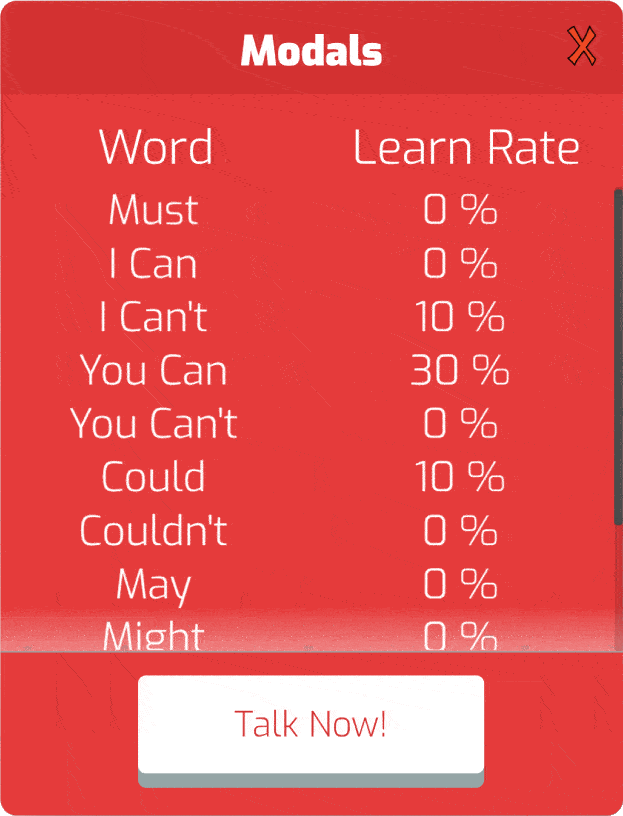 Modals X
Word Learn Rate
Must 0 %
I Can 0 %
I Can't 10 %
You Can 30 %
You Can't 0 %
Could 10 %
Couldn't 0 %
May 0 %
Might 0 %
Talk Now!